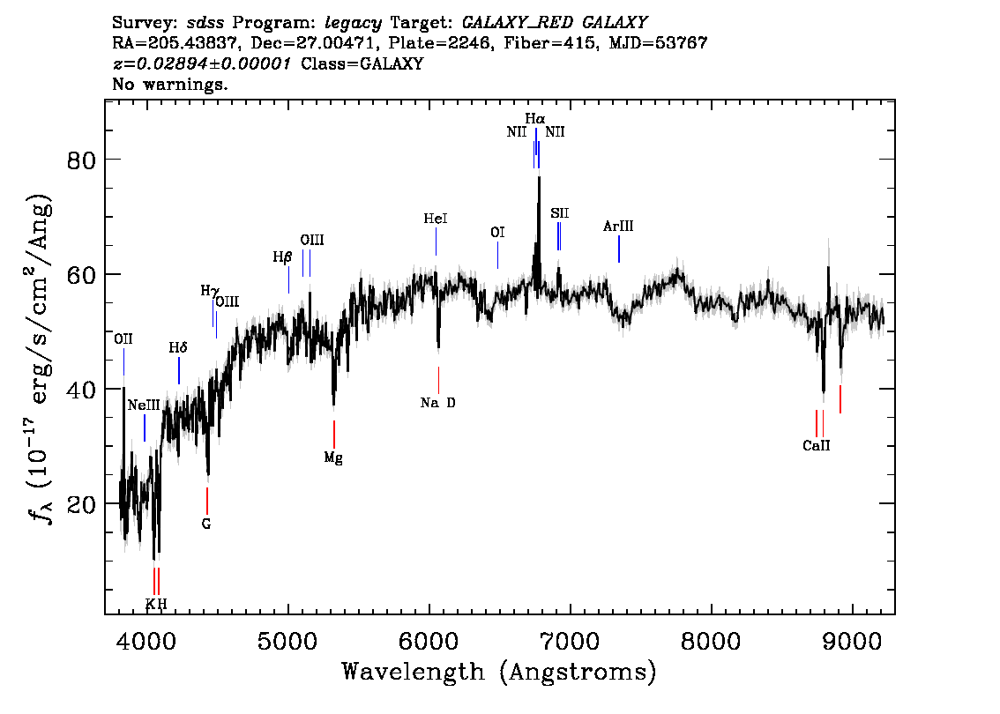 Survey: sdss Program: legacy Target: GALAXY_RED GALAXY
RA=205.43837, Dec=27.00471, Plate=2246, Fiber=415, MJD=53767
z=0.02894±0.00001 Class=GALAXY
No warnings.
Hα
NII NII
80
SII
HeI
ArIII
OI
OIII
Hβ
60
Hγ
OIII
OII
Hδ
40
NeIII
Na D
CaII
Mg
20
G
K H
4000 5000 6000 7000 8000 9000
Wavelength (Angstroms)
fλ (10⁻¹⁷ erg/s/cm²/Ang)